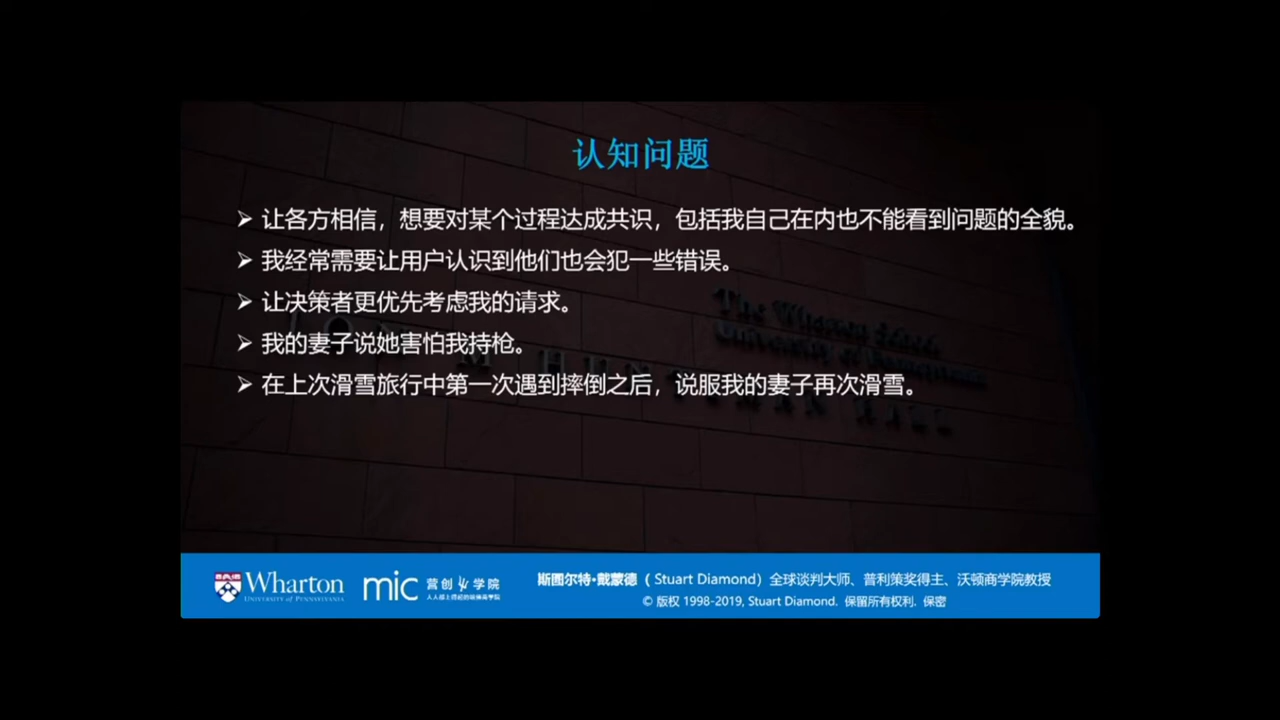 认知问题
➢ 让各方相信，想要对某个过程达成共识，包括我自己在内也不能看到问题的全貌。
➢ 我经常需要让用户认识到他们也会犯一些错误。
➢ 让决策者更优先考虑我的请求。
➢ 我的妻子说她害怕我持枪。
➢ 在上次滑雪旅行中第一次遇到摔倒之后，说服我的妻子再次滑雪。
The Wharton School
University of Pennsylvania
Wharton
UNIVERSITY of PENNSYLVANIA
mic 营创学院
斯图尔特•戴蒙德（Stuart Diamond）全球谈判大师、普利策奖得主、沃顿商学院教授
© 版权 1998-2019, Stuart Diamond. 保留所有权利. 保密